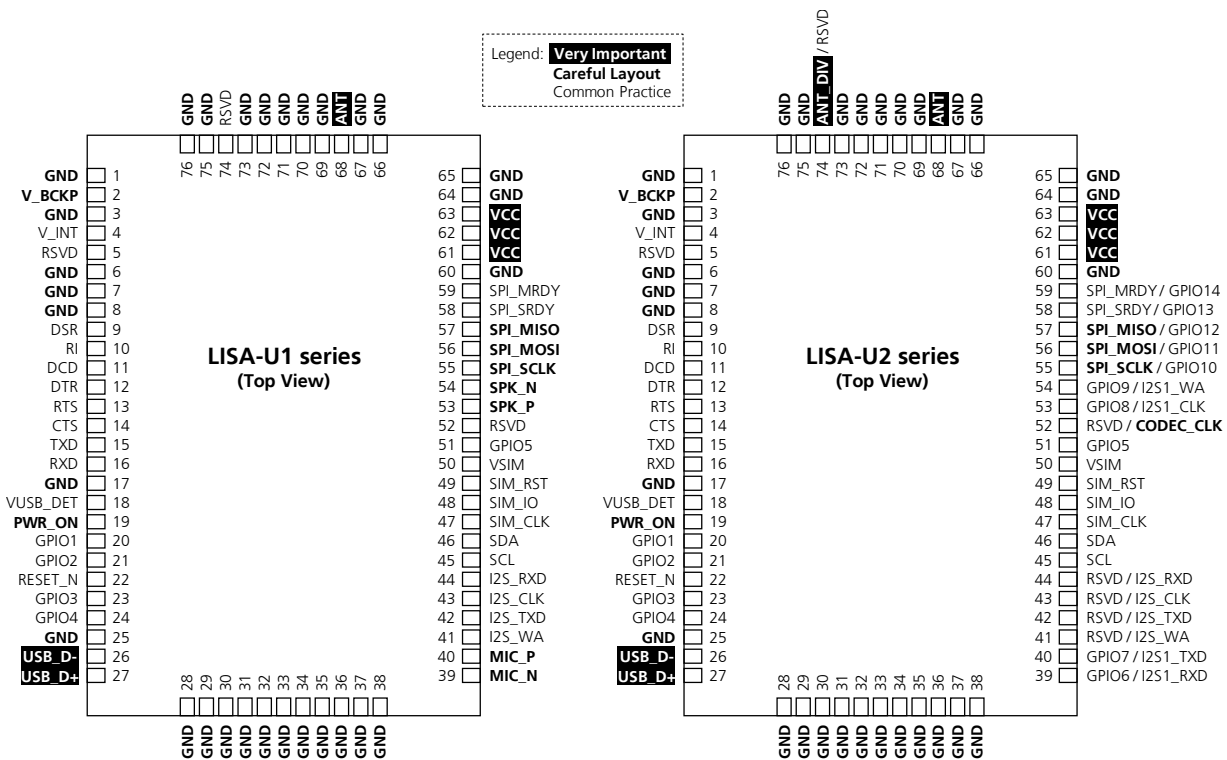 Legend: Very Important
Careful Layout
Common Practice
GND
GND
RSVD
GND
GND
GND
GND
GND
ANT
GND
GND
76
75
74
73
72
71
70
69
68
67
66
LISA-U1 series
(Top View)
GND 1
V_BCKP 2
GND 3
V_INT 4
RSVD 5
GND 6
GND 7
GND 8
DSR 9
RI 10
DCD 11
DTR 12
RTS 13
CTS 14
TXD 15
RXD 16
GND 17
VUSB_DET 18
PWR_ON 19
GPIO1 20
GPIO2 21
RESET_N 22
GPIO3 23
GPIO4 24
GND 25
USB_D- 26
USB_D+ 27
65 GND
64 GND
63 VCC
62 VCC
61 VCC
60 GND
59 SPI_MRDY
58 SPI_SRDY
57 SPI_MISO
56 SPI_MOSI
55 SPI_SCLK
54 SPK_N
53 SPK_P
52 RSVD
51 GPIO5
50 VSIM
49 SIM_RST
48 SIM_IO
47 SIM_CLK
46 SDA
45 SCL
44 I2S_RXD
43 I2S_CLK
42 I2S_TXD
41 I2S_WA
40 MIC_P
39 MIC_N
28
29
30
31
32
33
34
35
36
37
38
GND
GND
GND
GND
GND
GND
GND
GND
GND
GND
GND
GND
GND
ANT_DIV / RSVD
GND
GND
GND
GND
GND
ANT
GND
GND
76
75
74
73
72
71
70
69
68
67
66
LISA-U2 series
(Top View)
GND 1
V_BCKP 2
GND 3
V_INT 4
RSVD 5
GND 6
GND 7
GND 8
DSR 9
RI 10
DCD 11
DTR 12
RTS 13
CTS 14
TXD 15
RXD 16
GND 17
VUSB_DET 18
PWR_ON 19
GPIO1 20
GPIO2 21
RESET_N 22
GPIO3 23
GPIO4 24
GND 25
USB_D- 26
USB_D+ 27
65 GND
64 GND
63 VCC
62 VCC
61 VCC
60 GND
59 SPI_MRDY / GPIO14
58 SPI_SRDY / GPIO13
57 SPI_MISO / GPIO12
56 SPI_MOSI / GPIO11
55 SPI_SCLK / GPIO10
54 GPIO9 / I2S1_WA
53 GPIO8 / I2S1_CLK
52 RSVD / CODEC_CLK
51 GPIO5
50 VSIM
49 SIM_RST
48 SIM_IO
47 SIM_CLK
46 SDA
45 SCL
44 RSVD / I2S_RXD
43 RSVD / I2S_CLK
42 RSVD / I2S_TXD
41 RSVD / I2S_WA
40 GPIO7 / I2S1_TXD
39 GPIO6 / I2S1_RXD
28
29
30
31
32
33
34
35
36
37
38
GND
GND
GND
GND
GND
GND
GND
GND
GND
GND
GND